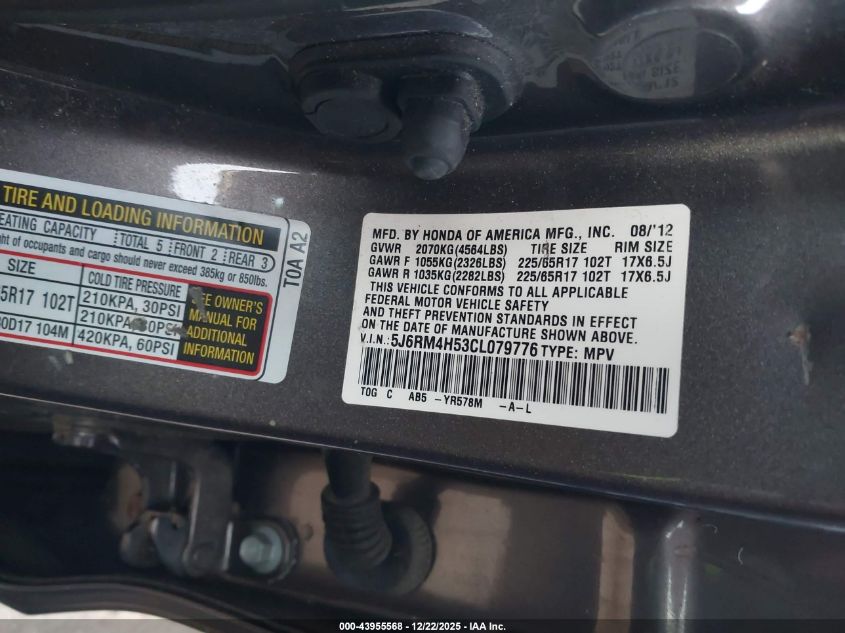 TIRE AND LOADING INFORMATION
EATING CAPACITY TOTAL 5 FRONT 2 REAR 3
ht of occupants and cargo should never exceed 385kg or 850lbs.
SIZE COLD TIRE PRESSURE
5R17 102T 210KPA, 30PSI
210KPA,
00D17 104M 420KPA, 60PSI
SEE OWNER'S
MANUAL FOR
ADDITIONAL
INFORMATION
T0A A2
MFD. BY HONDA OF AMERICA MFG., INC. 08/'12
GVWR 2070KG(4564LBS) TIRE SIZE RIM SIZE
GAWR F 1055KG(2326LBS) 225/65R17 102T 17X6.5J
GAWR R 1035KG(2282LBS) 225/65R17 102T 17X6.5J
THIS VEHICLE CONFORMS TO ALL APPLICABLE
FEDERAL MOTOR VEHICLE SAFETY
AND THEFT PREVENTION STANDARDS IN EFFECT
ON THE DATE OF MANUFACTURE SHOWN ABOVE.
V.I.N.: 5J6RM4H53CL079776 TYPE: MPV
T0G C AB5 -YR578M -A-L
000-43955568 • 12/22/2025 • IAA Inc.